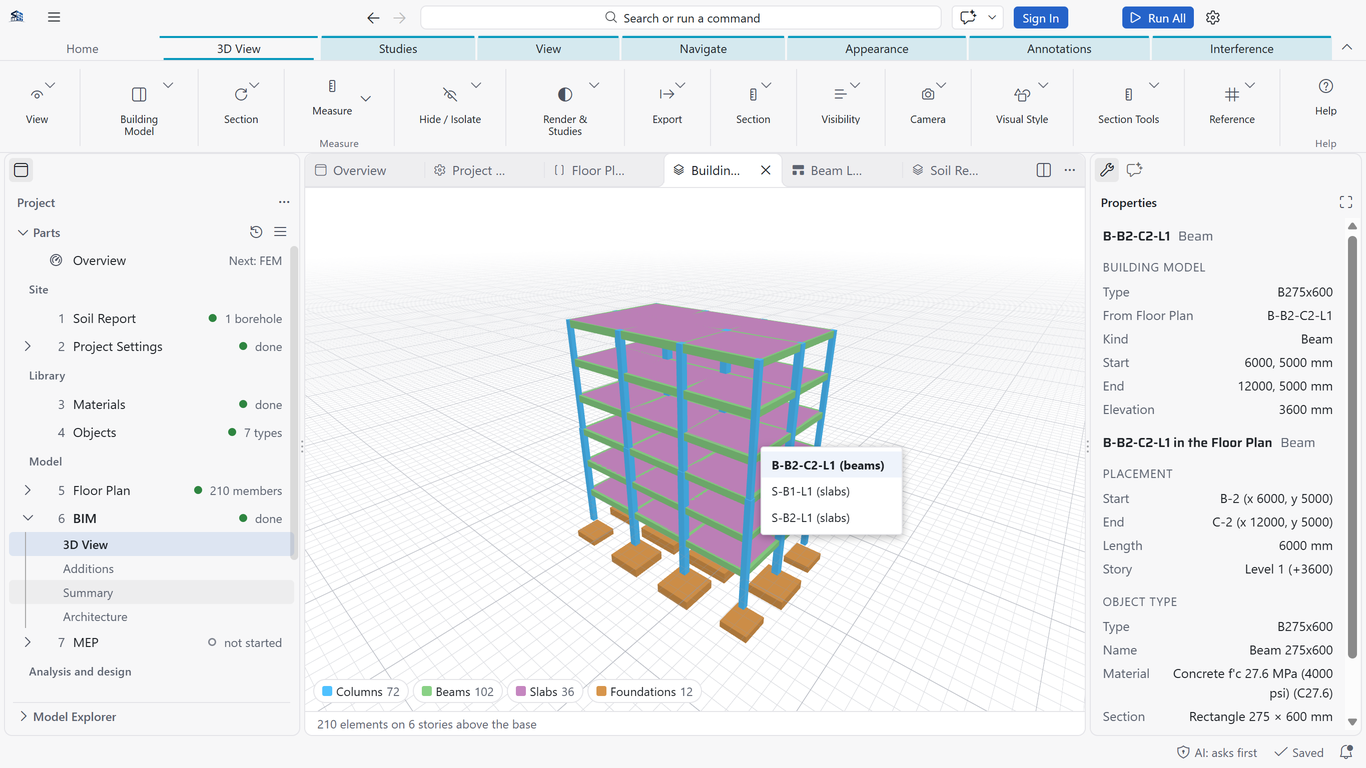 Search or run a command
Sign In
Run All
Home
3D View
Studies
View
Navigate
Appearance
Annotations
Interference
View
Building Model
Section
Measure
Measure
Hide / Isolate
Render & Studies
Export
Section
Visibility
Camera
Visual Style
Section Tools
Reference
Help
Help
Overview
Project ...
Floor Pl...
Buildin...
Beam L...
Soil Re...
Project
Parts
Overview Next: FEM
Site
1 Soil Report 1 borehole
2 Project Settings done
Library
3 Materials done
4 Objects 7 types
Model
5 Floor Plan 210 members
6 BIM done
3D View
Additions
Summary
Architecture
7 MEP not started
Analysis and design
Model Explorer
B-B2-C2-L1 (beams)
S-B1-L1 (slabs)
S-B2-L1 (slabs)
Columns 72
Beams 102
Slabs 36
Foundations 12
210 elements on 6 stories above the base
Properties
B-B2-C2-L1 Beam
BUILDING MODEL
Type B275x600
From Floor Plan B-B2-C2-L1
Kind Beam
Start 6000, 5000 mm
End 12000, 5000 mm
Elevation 3600 mm
B-B2-C2-L1 in the Floor Plan Beam
PLACEMENT
Start B-2 (x 6000, y 5000)
End C-2 (x 12000, y 5000)
Length 6000 mm
Story Level 1 (+3600)
OBJECT TYPE
Type B275x600
Name Beam 275x600
Material Concrete f'c 27.6 MPa (4000
psi) (C27.6)
Section Rectangle 275 × 600 mm
AI: asks first
Saved